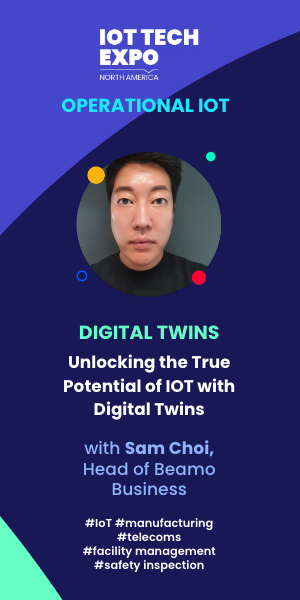 IOT TECH
EXPO
NORTH AMERICA
OPERATIONAL IOT
DIGITAL TWINS
Unlocking the True
Potential of IOT with
Digital Twins
with Sam Choi,
Head of Beamo
Business
#IoT #manufacturing
#telecoms
#facility management
#safety inspection